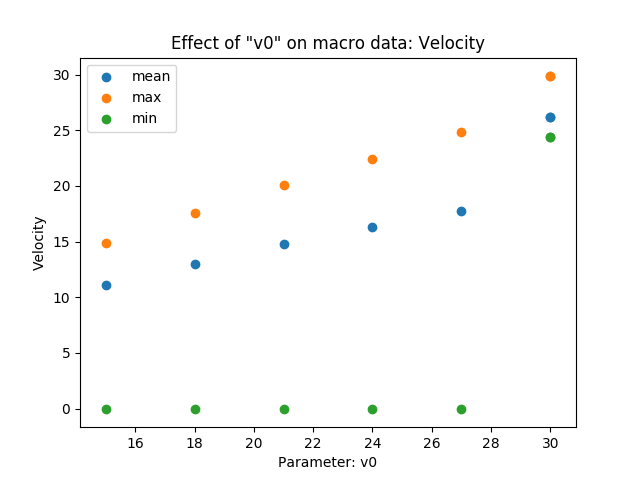 Effect of "v0" on macro data: Velocity
mean
max
min
30
25
20
15
10
5
0
Velocity
16 18 20 22 24 26 28 30
Parameter: v0